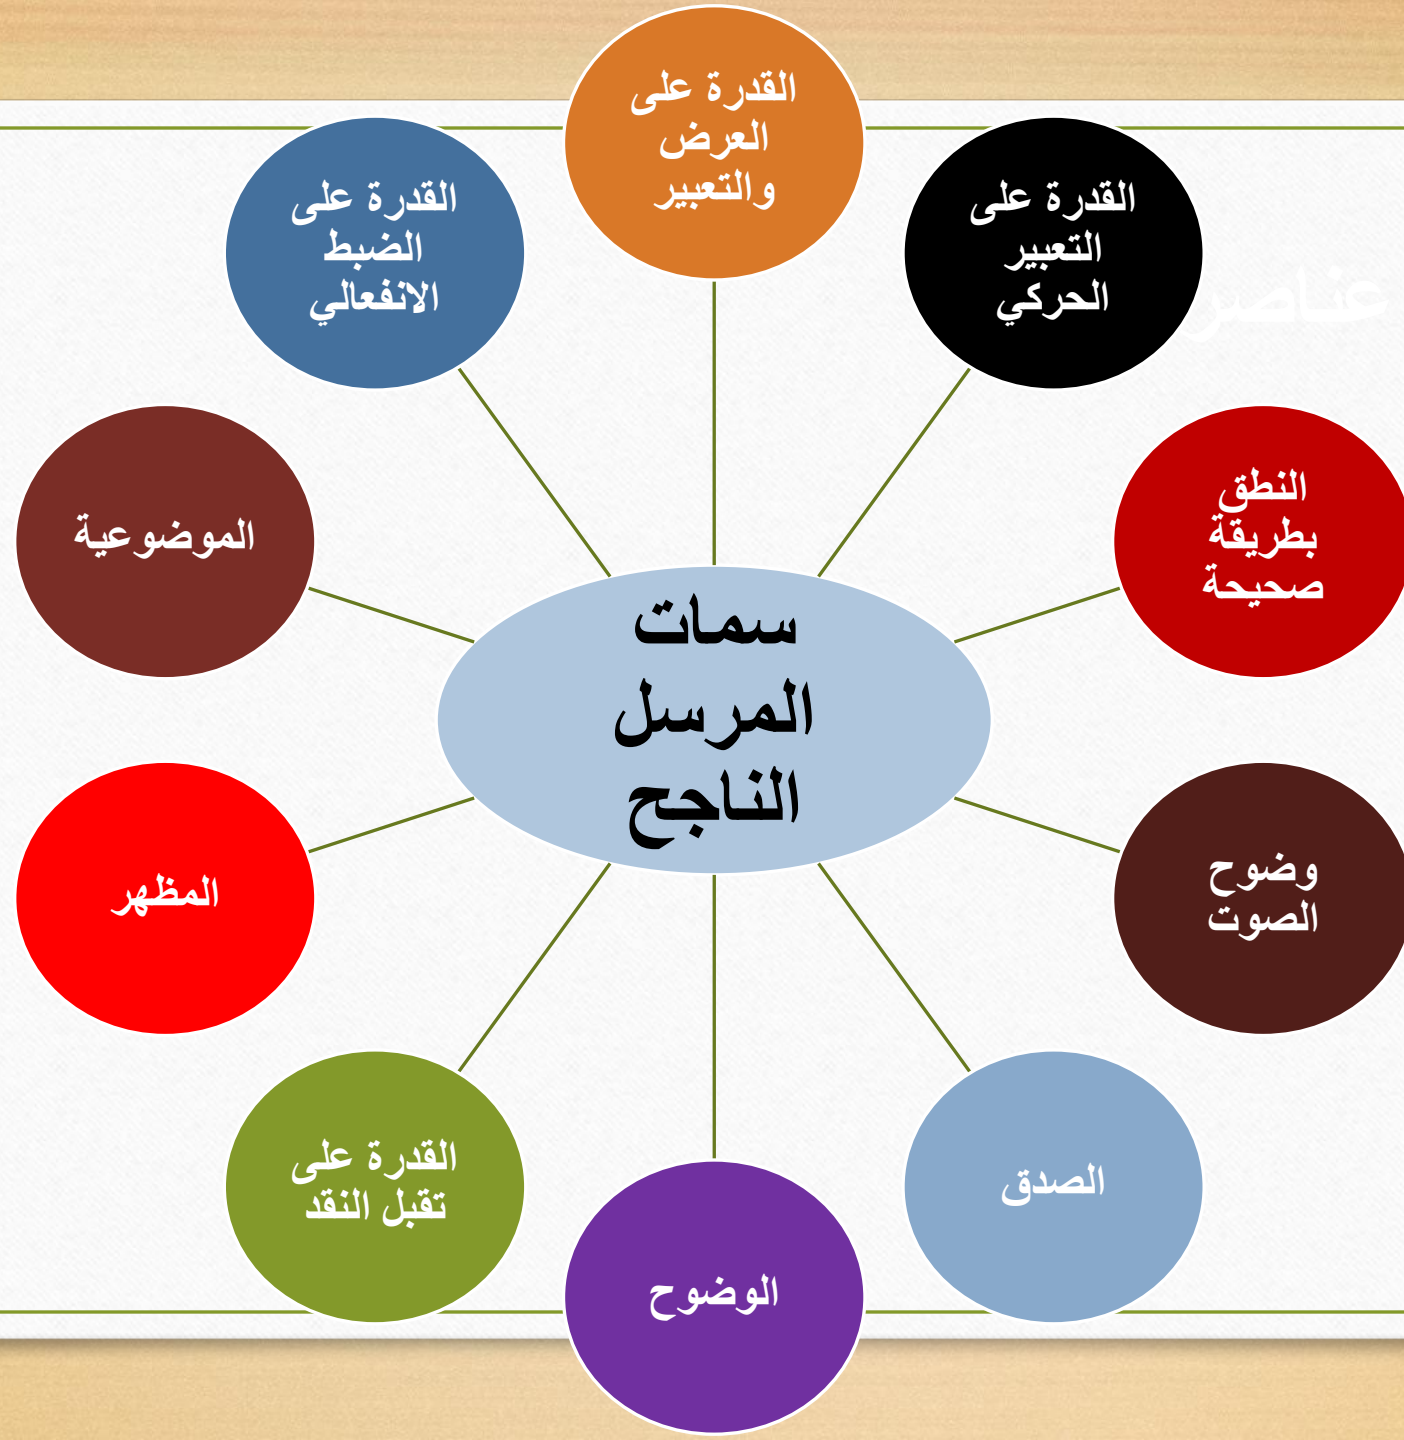 القدرة على
العرض
والتعبير
القدرة على
التعبير
الحركي
عناصر
النطق
بطريقة
صحيحة
وضوح
الصوت
الصدق
الوضوح
القدرة على
تقبل النقد
المظهر
الموضوعية
القدرة على
الضبط
الانفعالي
سمات
المرسل
الناجح